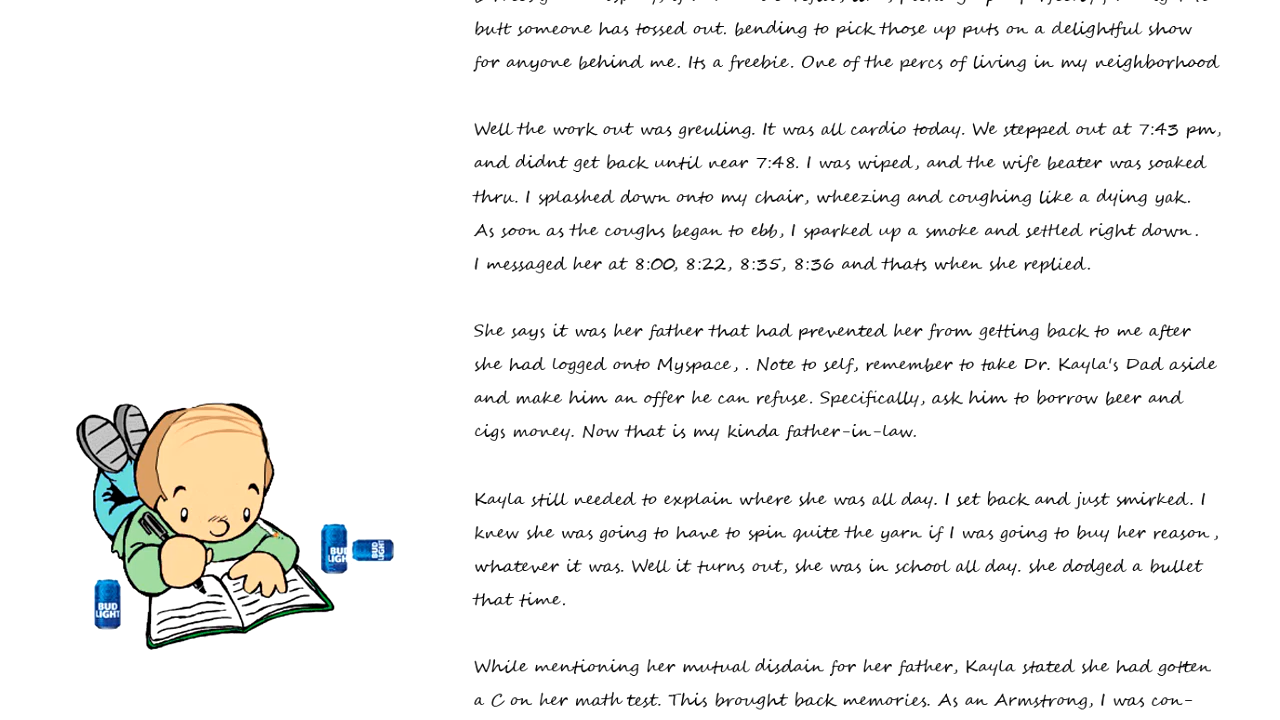 butt someone has tossed out. bending to pick those up puts on a delightful show
for anyone behind me. Its a freebie. One of the percs of living in my neighborhood
Well the work out was greuling. It was all cardio today. We stepped out at 7:43 pm,
and didnt get back until near 7:48. I was wiped, and the wife beater was soaked
thru. I splashed down onto my chair, wheezing and coughing like a dying yak.
As soon as the coughs began to ebb, I sparked up a smoke and settled right down.
I messaged her at 8:00, 8:22, 8:35, 8:36 and thats when she replied.
She says it was her father that had prevented her from getting back to me after
she had logged onto Myspace, . Note to self, remember to take Dr. Kayla's Dad aside
and make him an offer he can refuse. Specifically, ask him to borrow beer and
cigs money. Now that is my kinda father-in-law.
Kayla still needed to explain where she was all day. I set back and just smirked. I
knew she was going to have to spin quite the yarn if I was going to buy her reason,
whatever it was. Well it turns out, she was in school all day. she dodged a bullet
that time.
While mentioning her mutual disdain for her father, Kayla stated she had gotten
a C on her math test. This brought back memories. As an Armstrong, I was con-
BUD
LIGHT
BUD
LIGHT
BUD
LIGHT